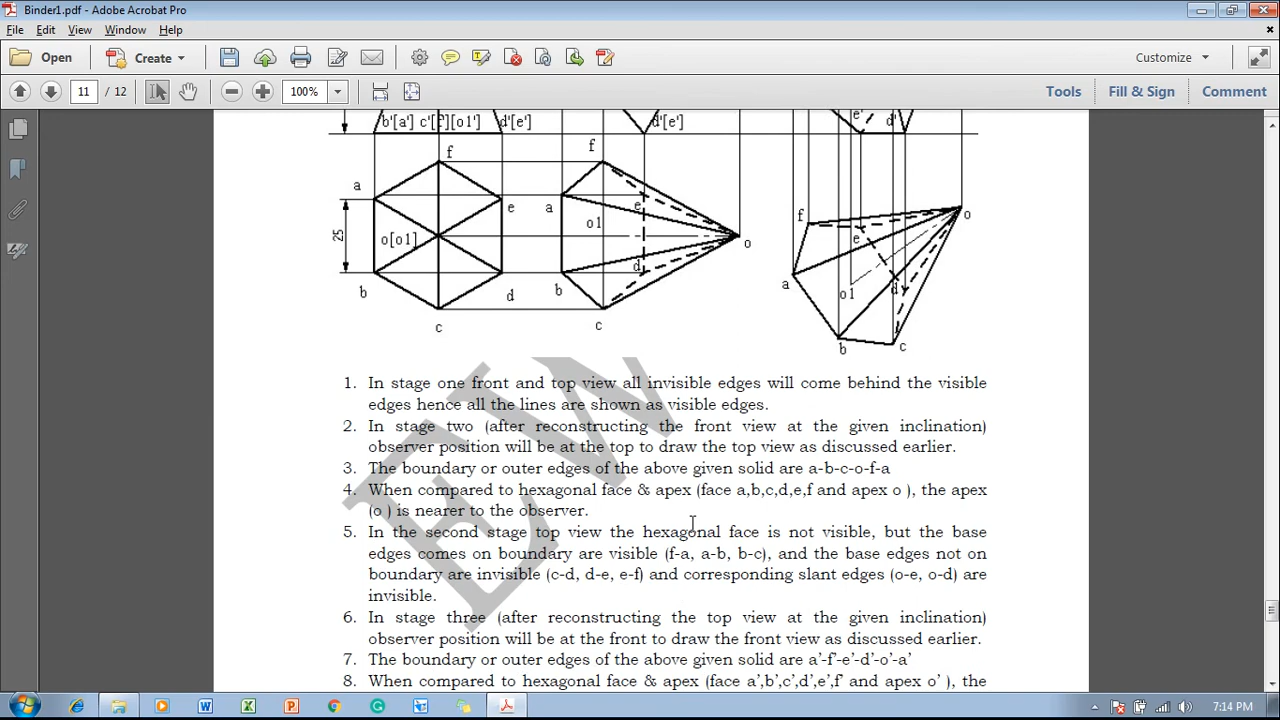 Binder1.pdf - Adobe Acrobat Pro
File Edit View Window Help
Open Create Customize
11 / 12 100% Tools Fill & Sign Comment
b'[a'] c'[f'][o1'] d'[e'] d'[e'] e' d'
f f
a e a e f o
25 o[o1] o1 o e
b d b d a o1 d
c c b c
1. In stage one front and top view all invisible edges will come behind the visible
edges hence all the lines are shown as visible edges.
2. In stage two (after reconstructing the front view at the given inclination)
observer position will be at the top to draw the top view as discussed earlier.
3. The boundary or outer edges of the above given solid are a-b-c-o-f-a
4. When compared to hexagonal face & apex (face a,b,c,d,e,f and apex o ), the apex
(o ) is nearer to the observer.
5. In the second stage top view the hexagonal face is not visible, but the base
edges comes on boundary are visible (f-a, a-b, b-c), and the base edges not on
boundary are invisible (c-d, d-e, e-f) and corresponding slant edges (o-e, o-d) are
invisible.
6. In stage three (after reconstructing the top view at the given inclination)
observer position will be at the front to draw the front view as discussed earlier.
7. The boundary or outer edges of the above given solid are a’-f’-e’-d’-o’-a’
8. When compared to hexagonal face & apex (face a’,b’,c’,d’,e’,f’ and apex o’ ), the
EW
7:14 PM